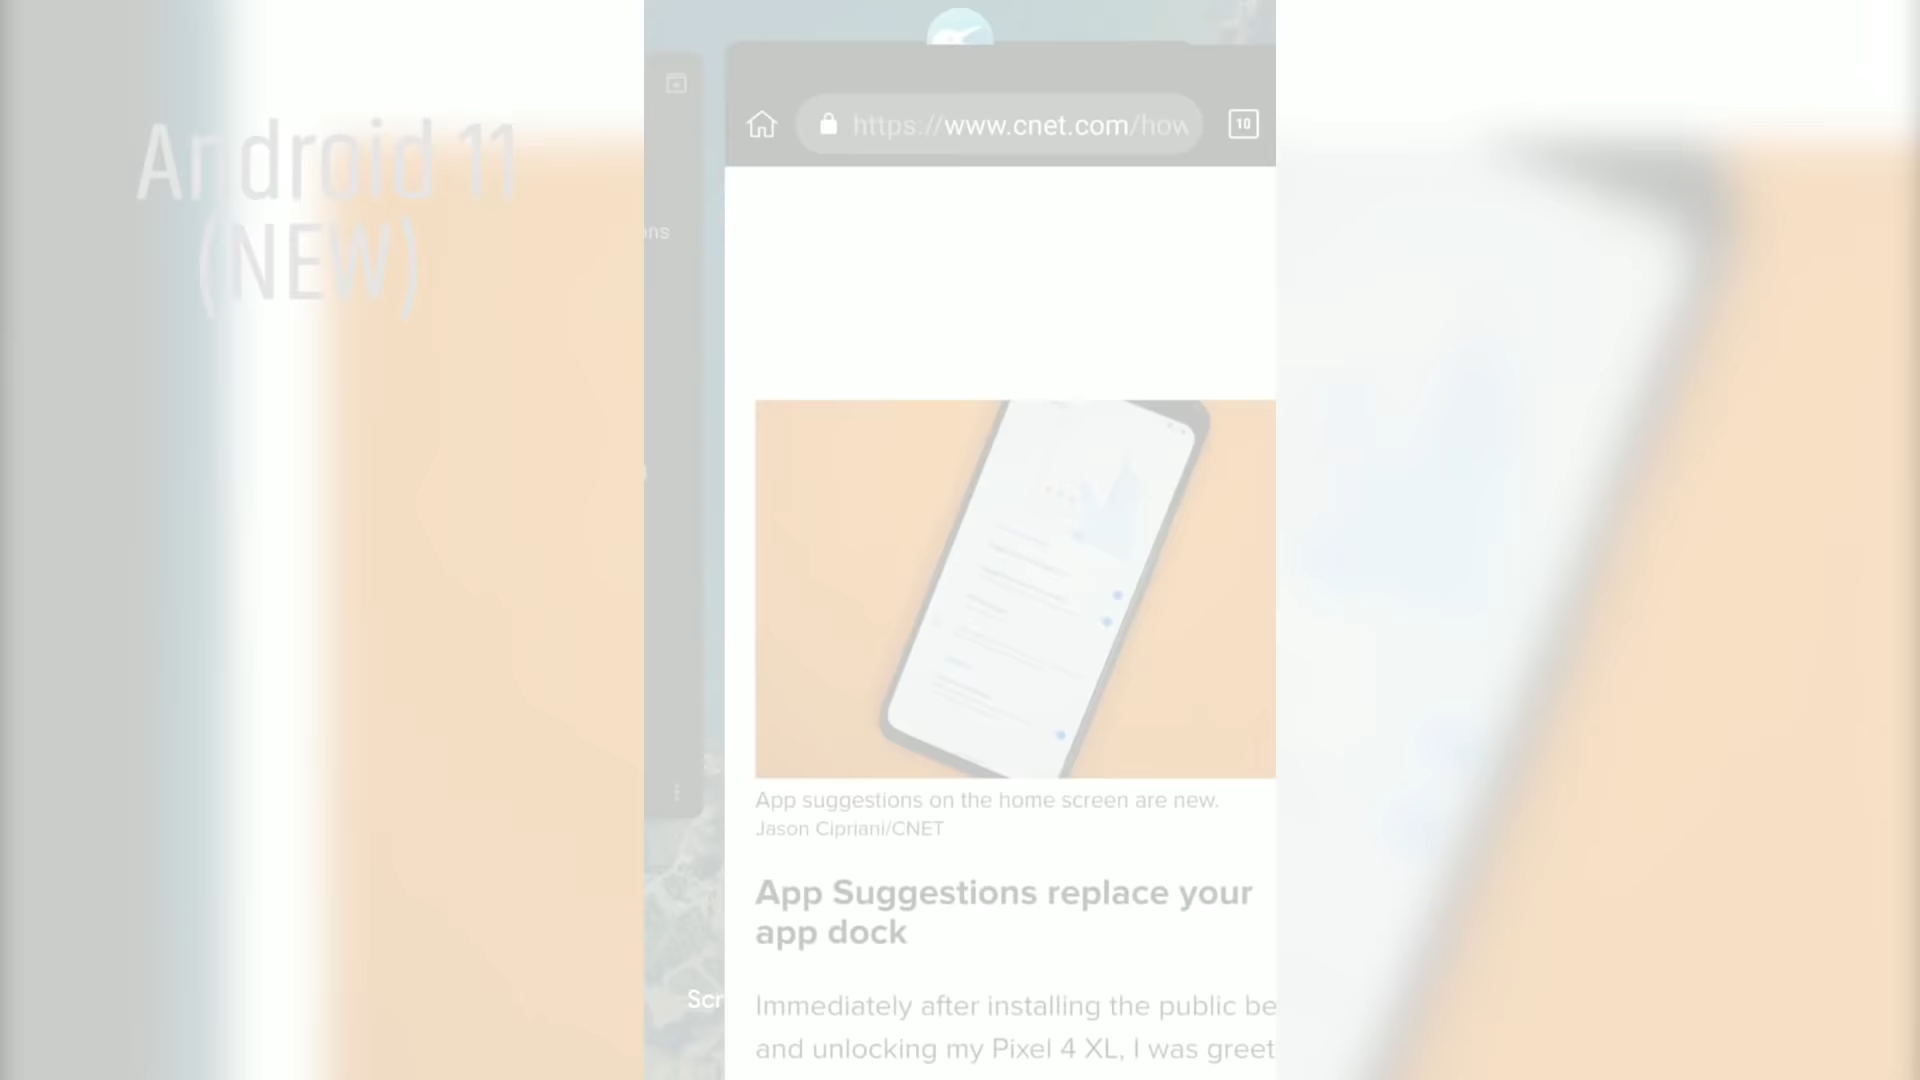 Android 11
(NEW)
ons
https://www.cnet.com/how
10
App suggestions on the home screen are new.
Jason Cipriani/CNET
App Suggestions replace your
app dock
Scr
Immediately after installing the public be
and unlocking my Pixel 4 XL, I was greet